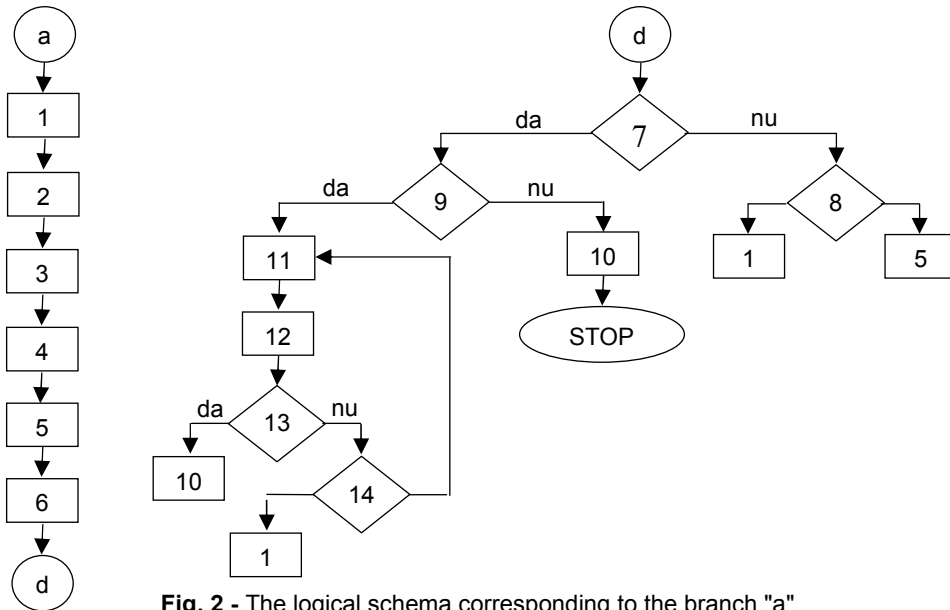 a
1
2
3
4
5
6
d
d
7
da
nu
9
da
nu
8
11
10
1
5
12
STOP
13
da
nu
10
14
1
Fig. 2 - The logical schema corresponding to the branch "a"